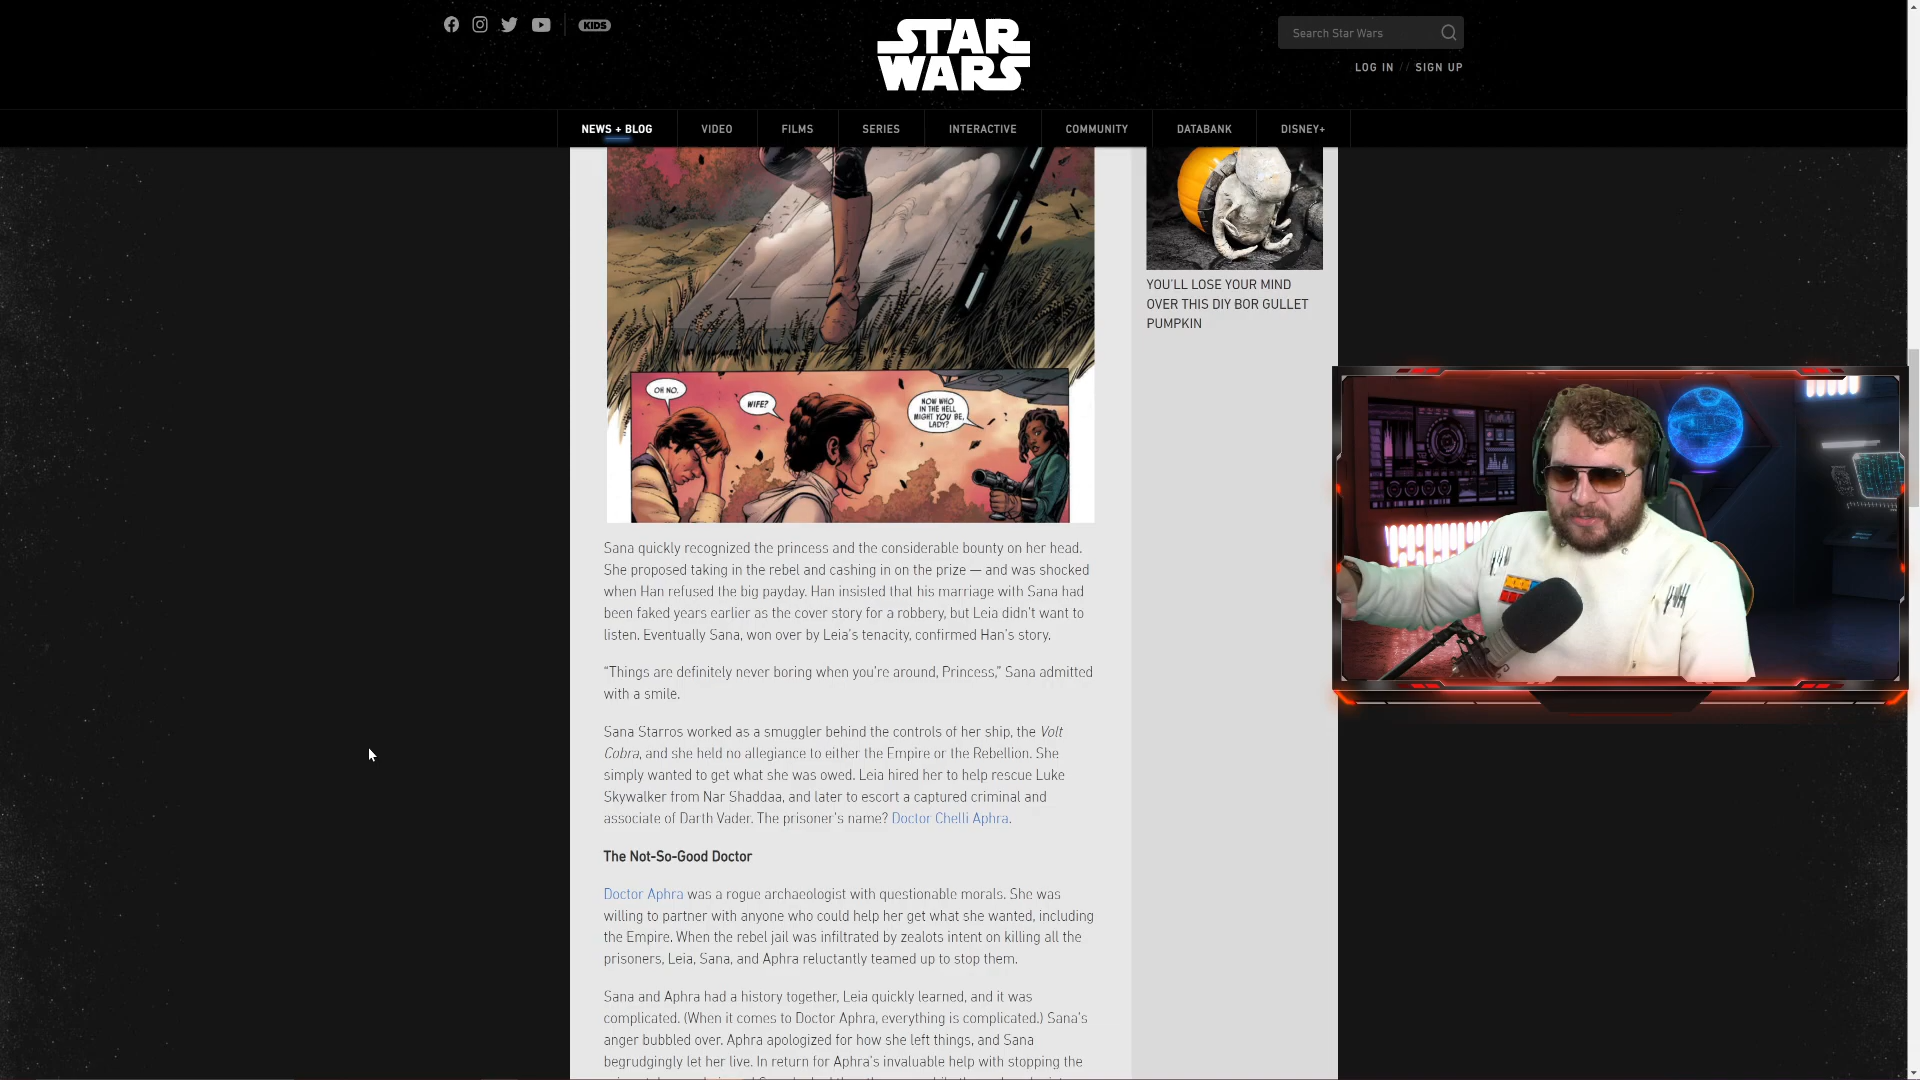 KIDS
STAR
WARS
Search Star Wars
LOG IN // SIGN UP
NEWS + BLOG
VIDEO
FILMS
SERIES
INTERACTIVE
COMMUNITY
DATABANK
DISNEY+
YOU'LL LOSE YOUR MIND
OVER THIS DIY BOR GULLET
PUMPKIN
OH NO.
WIFE?
NOW WHO
IN THE HELL
MIGHT YOU BE,
LADY?
Sana quickly recognized the princess and the considerable bounty on her head.
She proposed taking in the rebel and cashing in on the prize — and was shocked
when Han refused the big payday. Han insisted that his marriage with Sana had
been faked years earlier as the cover story for a robbery, but Leia didn't want to
listen. Eventually Sana, won over by Leia's tenacity, confirmed Han's story.
“Things are definitely never boring when you're around, Princess,” Sana admitted
with a smile.
Sana Starros worked as a smuggler behind the controls of her ship, the Volt
Cobra, and she held no allegiance to either the Empire or the Rebellion. She
simply wanted to get what she was owed. Leia hired her to help rescue Luke
Skywalker from Nar Shaddaa, and later to escort a captured criminal and
associate of Darth Vader. The prisoner's name? Doctor Chelli Aphra.
The Not-So-Good Doctor
Doctor Aphra was a rogue archaeologist with questionable morals. She was
willing to partner with anyone who could help her get what she wanted, including
the Empire. When the rebel jail was infiltrated by zealots intent on killing all the
prisoners, Leia, Sana, and Aphra reluctantly teamed up to stop them.
Sana and Aphra had a history together, Leia quickly learned, and it was
complicated. (When it comes to Doctor Aphra, everything is complicated.) Sana's
anger bubbled over. Aphra apologized for how she left things, and Sana
begrudgingly let her live. In return for Aphra's invaluable help with stopping the